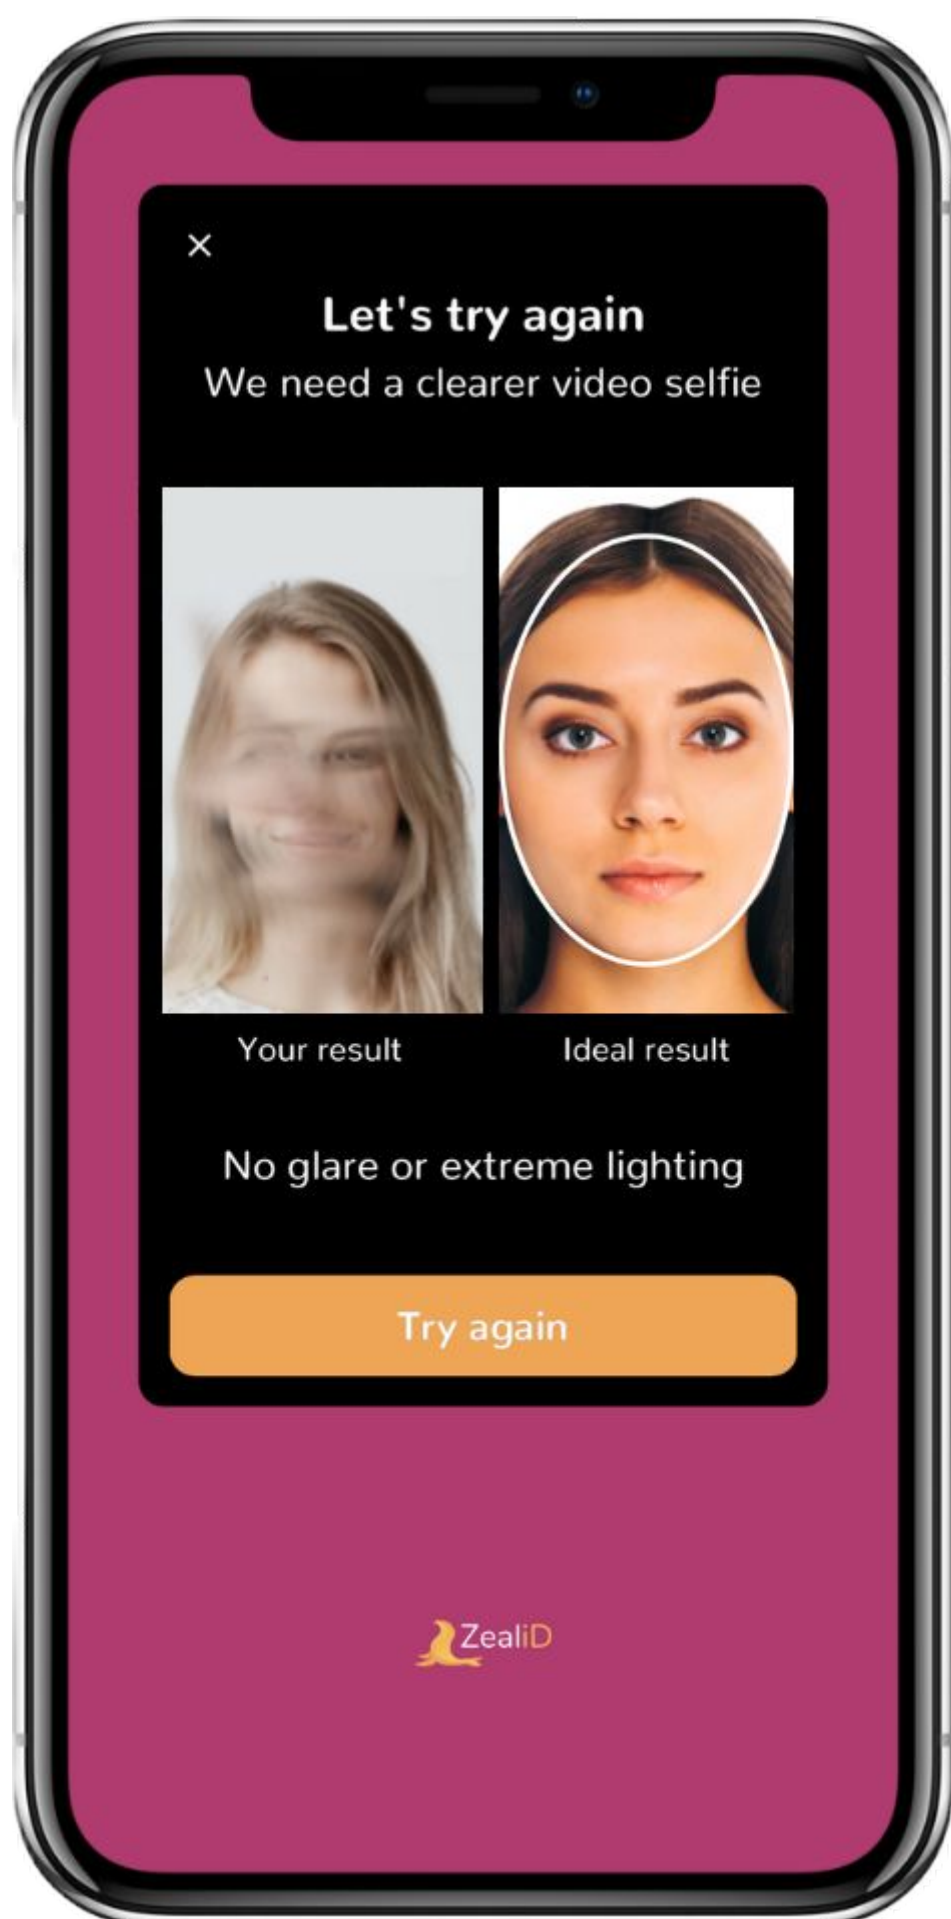 Let's try again
We need a clearer video selfie
Your result
Ideal result
No glare or extreme lighting
Try again
ZealiD